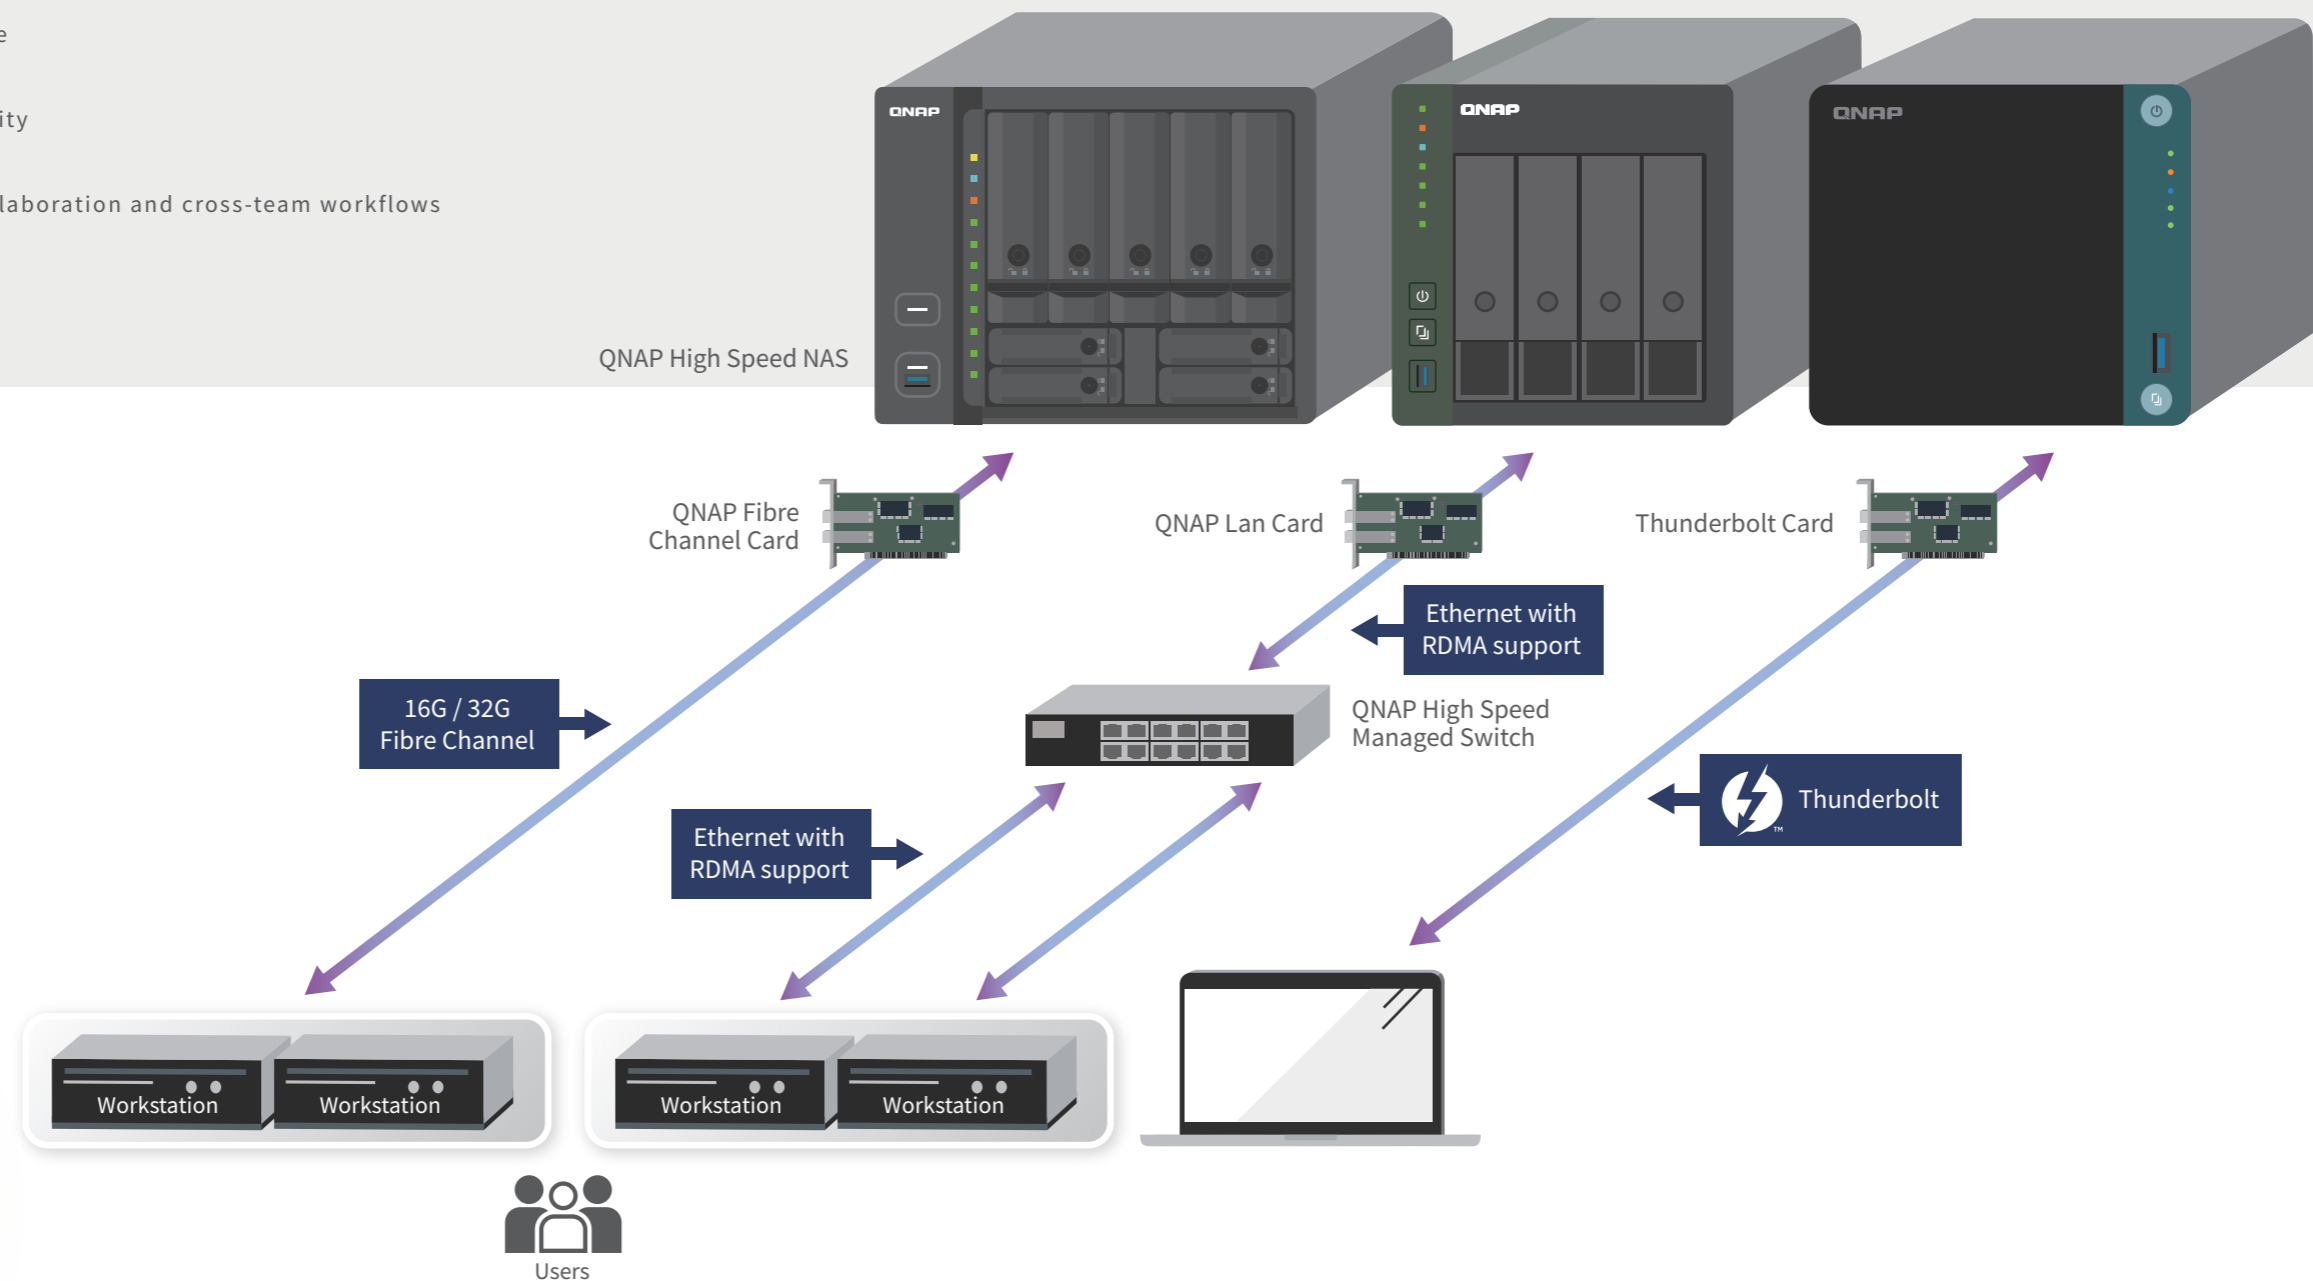 e
ity
laboration and cross-team workflows
QNAP
QNAP
QNAP
QNAP High Speed NAS
QNAP Fibre
Channel Card
QNAP Lan Card
Thunderbolt Card
Ethernet with
RDMA support
16G / 32G
Fibre Channel
QNAP High Speed
Managed Switch
Thunderbolt
TM
Ethernet with
RDMA support
Workstation
Workstation
Workstation
Workstation
Users